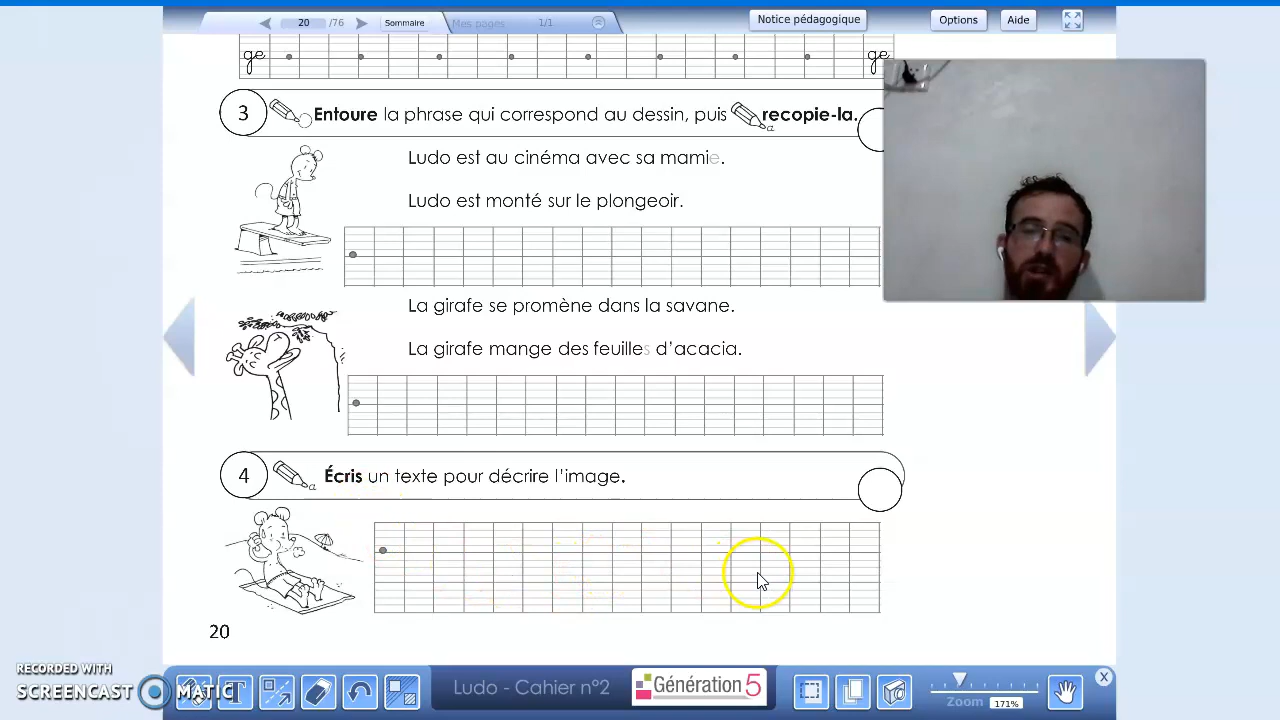 20 /76 Sommaire Mes pages 1/1 Notice pédagogique Options Aide
ge ge
3 Entoure la phrase qui correspond au dessin, puis recopie-la.
Ludo est au cinéma avec sa mamie.
Ludo est monté sur le plongeoir.
La girafe se promène dans la savane.
La girafe mange des feuilles d'acacia.
4 Écris un texte pour décrire l'image.
20
RECORDED WITH
SCREENCAST MATIC
Ludo - Cahier n°2 Génération 5
Zoom 171%